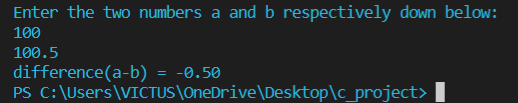 Enter the two numbers a and b respectively down below:
100
100.5
difference(a-b) = -0.50
PS C:\Users\VICTUS\OneDrive\Desktop\c_project>